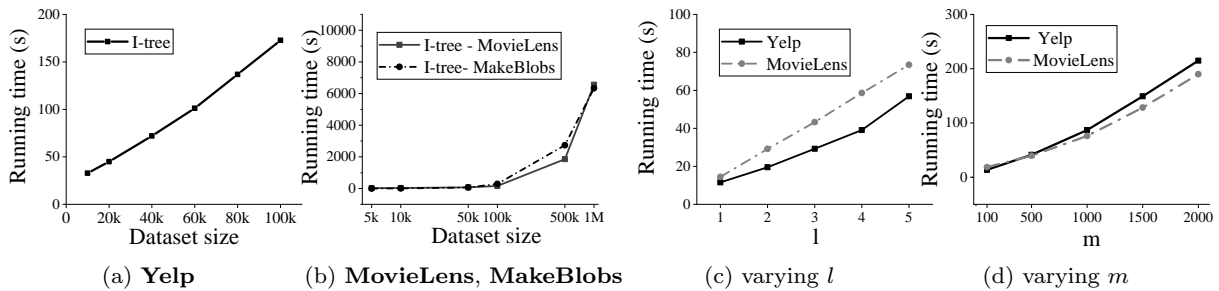 Running time (s)
200
150
100
50
0
I-tree
0 20k 40k 60k 80k 100k
Dataset size
(a) Yelp
Running time (s)
10000
8000
6000
4000
2000
0
I-tree - MovieLens
I-tree- MakeBlobs
5k 10k 50k 100k 500k 1M
Dataset size
(b) MovieLens, MakeBlobs
Running time (s)
100
80
60
40
20
0
Yelp
MovieLens
1 2 3 4 5
l
(c) varying l
Running time (s)
300
200
100
0
Yelp
MovieLens
100 500 1000 1500 2000
m
(d) varying m